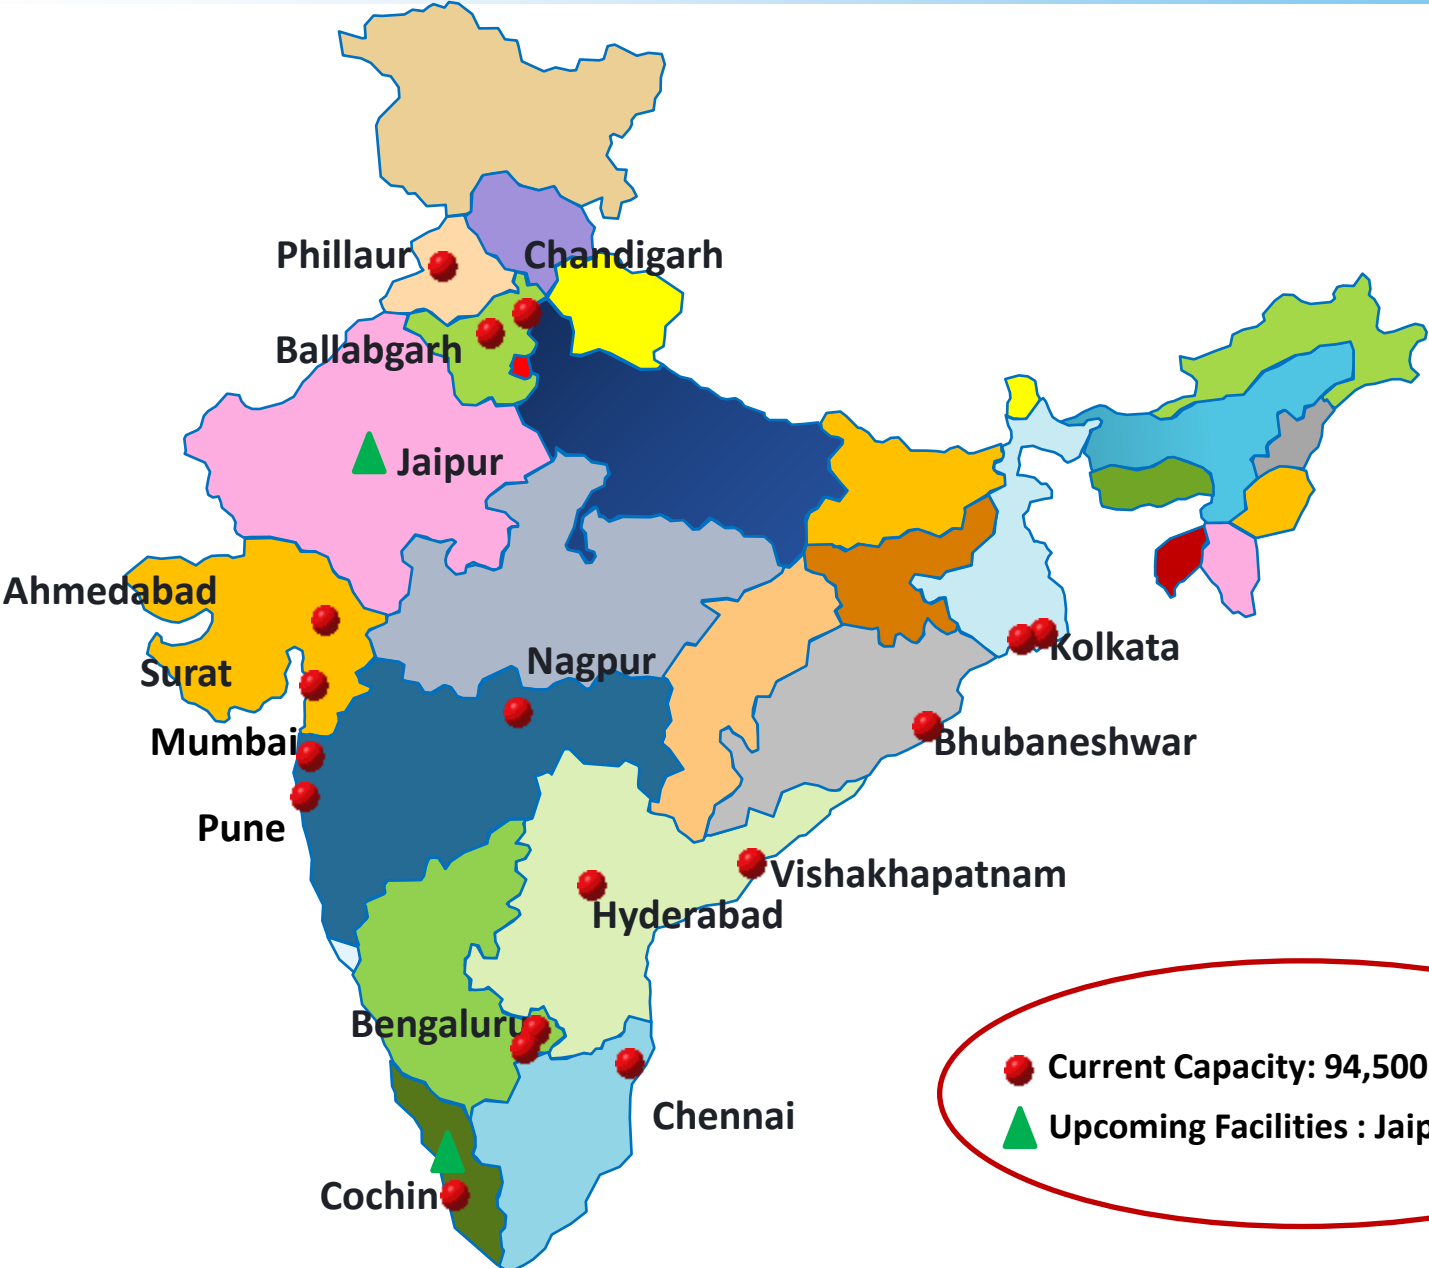 Phillaur
Chandigarh
Ballabgarh
Jaipur
Ahmedabad
Surat
Nagpur
Kolkata
Mumbai
Bhubaneshwar
Pune
Vishakhapatnam
Hyderabad
Bengaluru
Current Capacity: 94,500
Chennai
Upcoming Facilities : Jaip
Cochin